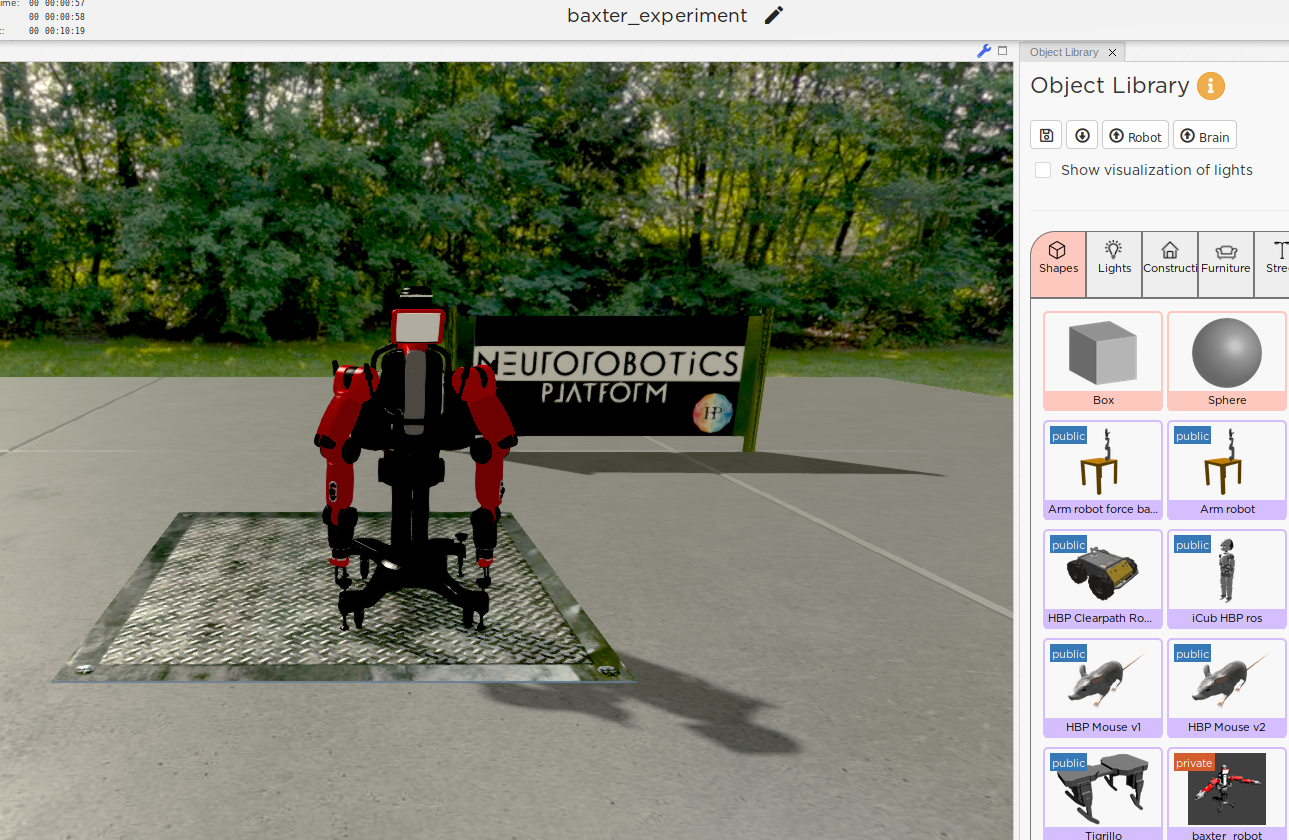 ime: 00 00:00:57
00 00:00:58
: 00 00:10:19
baxter_experiment
Object Library
Object Library
Robot
Brain
Show visualization of lights
Shapes
Lights
Constructi
Furniture
Stre
NEUROROBOTICS
PLATFORM
HP
Box
Sphere
public
public
Arm robot force ba...
Arm robot
public
public
HBP Clearpath Ro...
iCub HBP ros
public
public
HBP Mouse v1
HBP Mouse v2
public
private
Tigrillo
baxter_robot